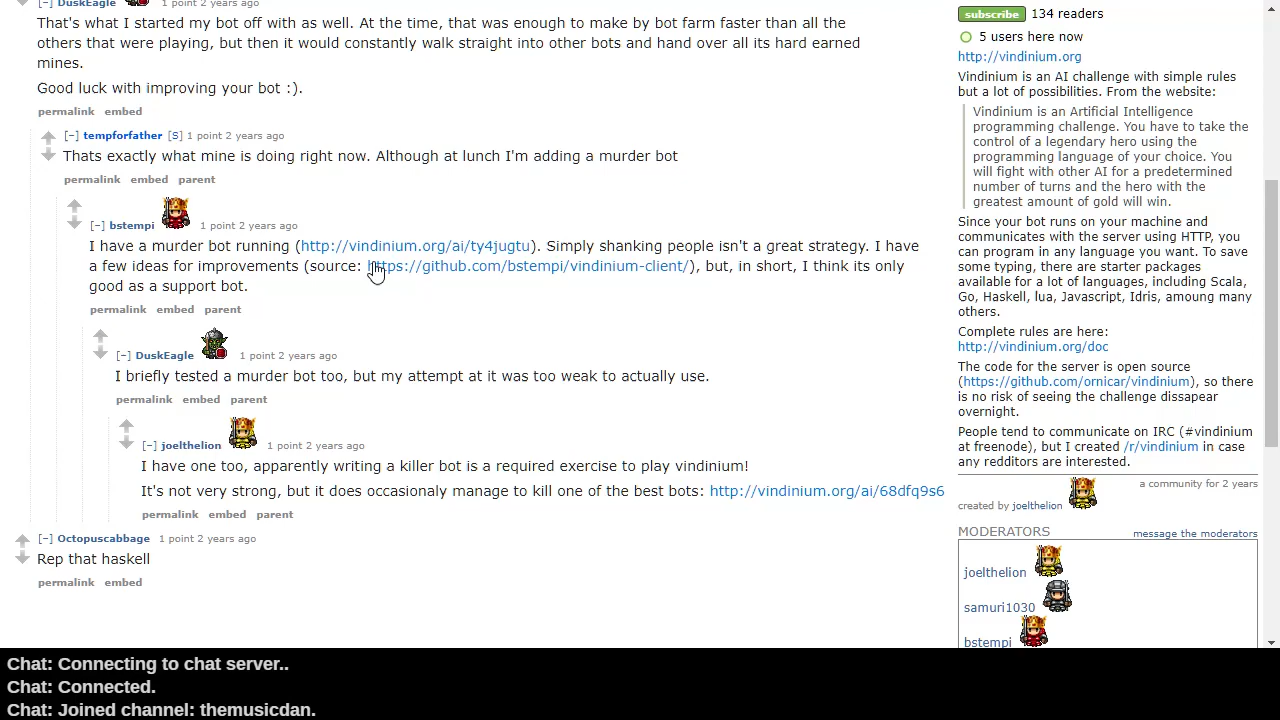 [-] DuskEagle 1 point 2 years ago
That's what I started my bot off with as well. At the time, that was enough to make by bot farm faster than all the
others that were playing, but then it would constantly walk straight into other bots and hand over all its hard earned
mines.
Good luck with improving your bot :).
permalink embed
[-] tempforfather [S] 1 point 2 years ago
Thats exactly what mine is doing right now. Although at lunch I'm adding a murder bot
permalink embed parent
[-] bstempi 1 point 2 years ago
I have a murder bot running (http://vindinium.org/ai/ty4jugtu). Simply shanking people isn't a great strategy. I have
a few ideas for improvements (source: https://github.com/bstempi/vindinium-client/), but, in short, I think its only
good as a support bot.
permalink embed parent
[-] DuskEagle 1 point 2 years ago
I briefly tested a murder bot too, but my attempt at it was too weak to actually use.
permalink embed parent
[-] joelthelion 1 point 2 years ago
I have one too, apparently writing a killer bot is a required exercise to play vindinium!
It's not very strong, but it does occasionaly manage to kill one of the best bots: http://vindinium.org/ai/68dfq9s6
permalink embed parent
[-] Octopuscabbage 1 point 2 years ago
Rep that haskell
permalink embed
subscribe 134 readers
5 users here now
http://vindinium.org
Vindinium is an AI challenge with simple rules
but a lot of possibilities. From the website:
Vindinium is an Artificial Intelligence
programming challenge. You have to take the
control of a legendary hero using the
programming language of your choice. You
will fight with other AI for a predetermined
number of turns and the hero with the
greatest amount of gold will win.
Since your bot runs on your machine and
communicates with the server using HTTP, you
can program in any language you want. To save
some typing, there are starter packages
available for a lot of languages, including Scala,
Go, Haskell, lua, Javascript, Idris, amoung many
others.
Complete rules are here:
http://vindinium.org/doc
The code for the server is open source
(https://github.com/ornicar/vindinium), so there
is no risk of seeing the challenge dissapear
overnight.
People tend to communicate on IRC (#vindinium
at freenode), but I created /r/vindinium in case
any redditors are interested.
a community for 2 years
created by joelthelion
MODERATORS message the moderators
joelthelion
samuri1030
bstempi
Chat: Connecting to chat server..
Chat: Connected.
Chat: Joined channel: themusicdan.